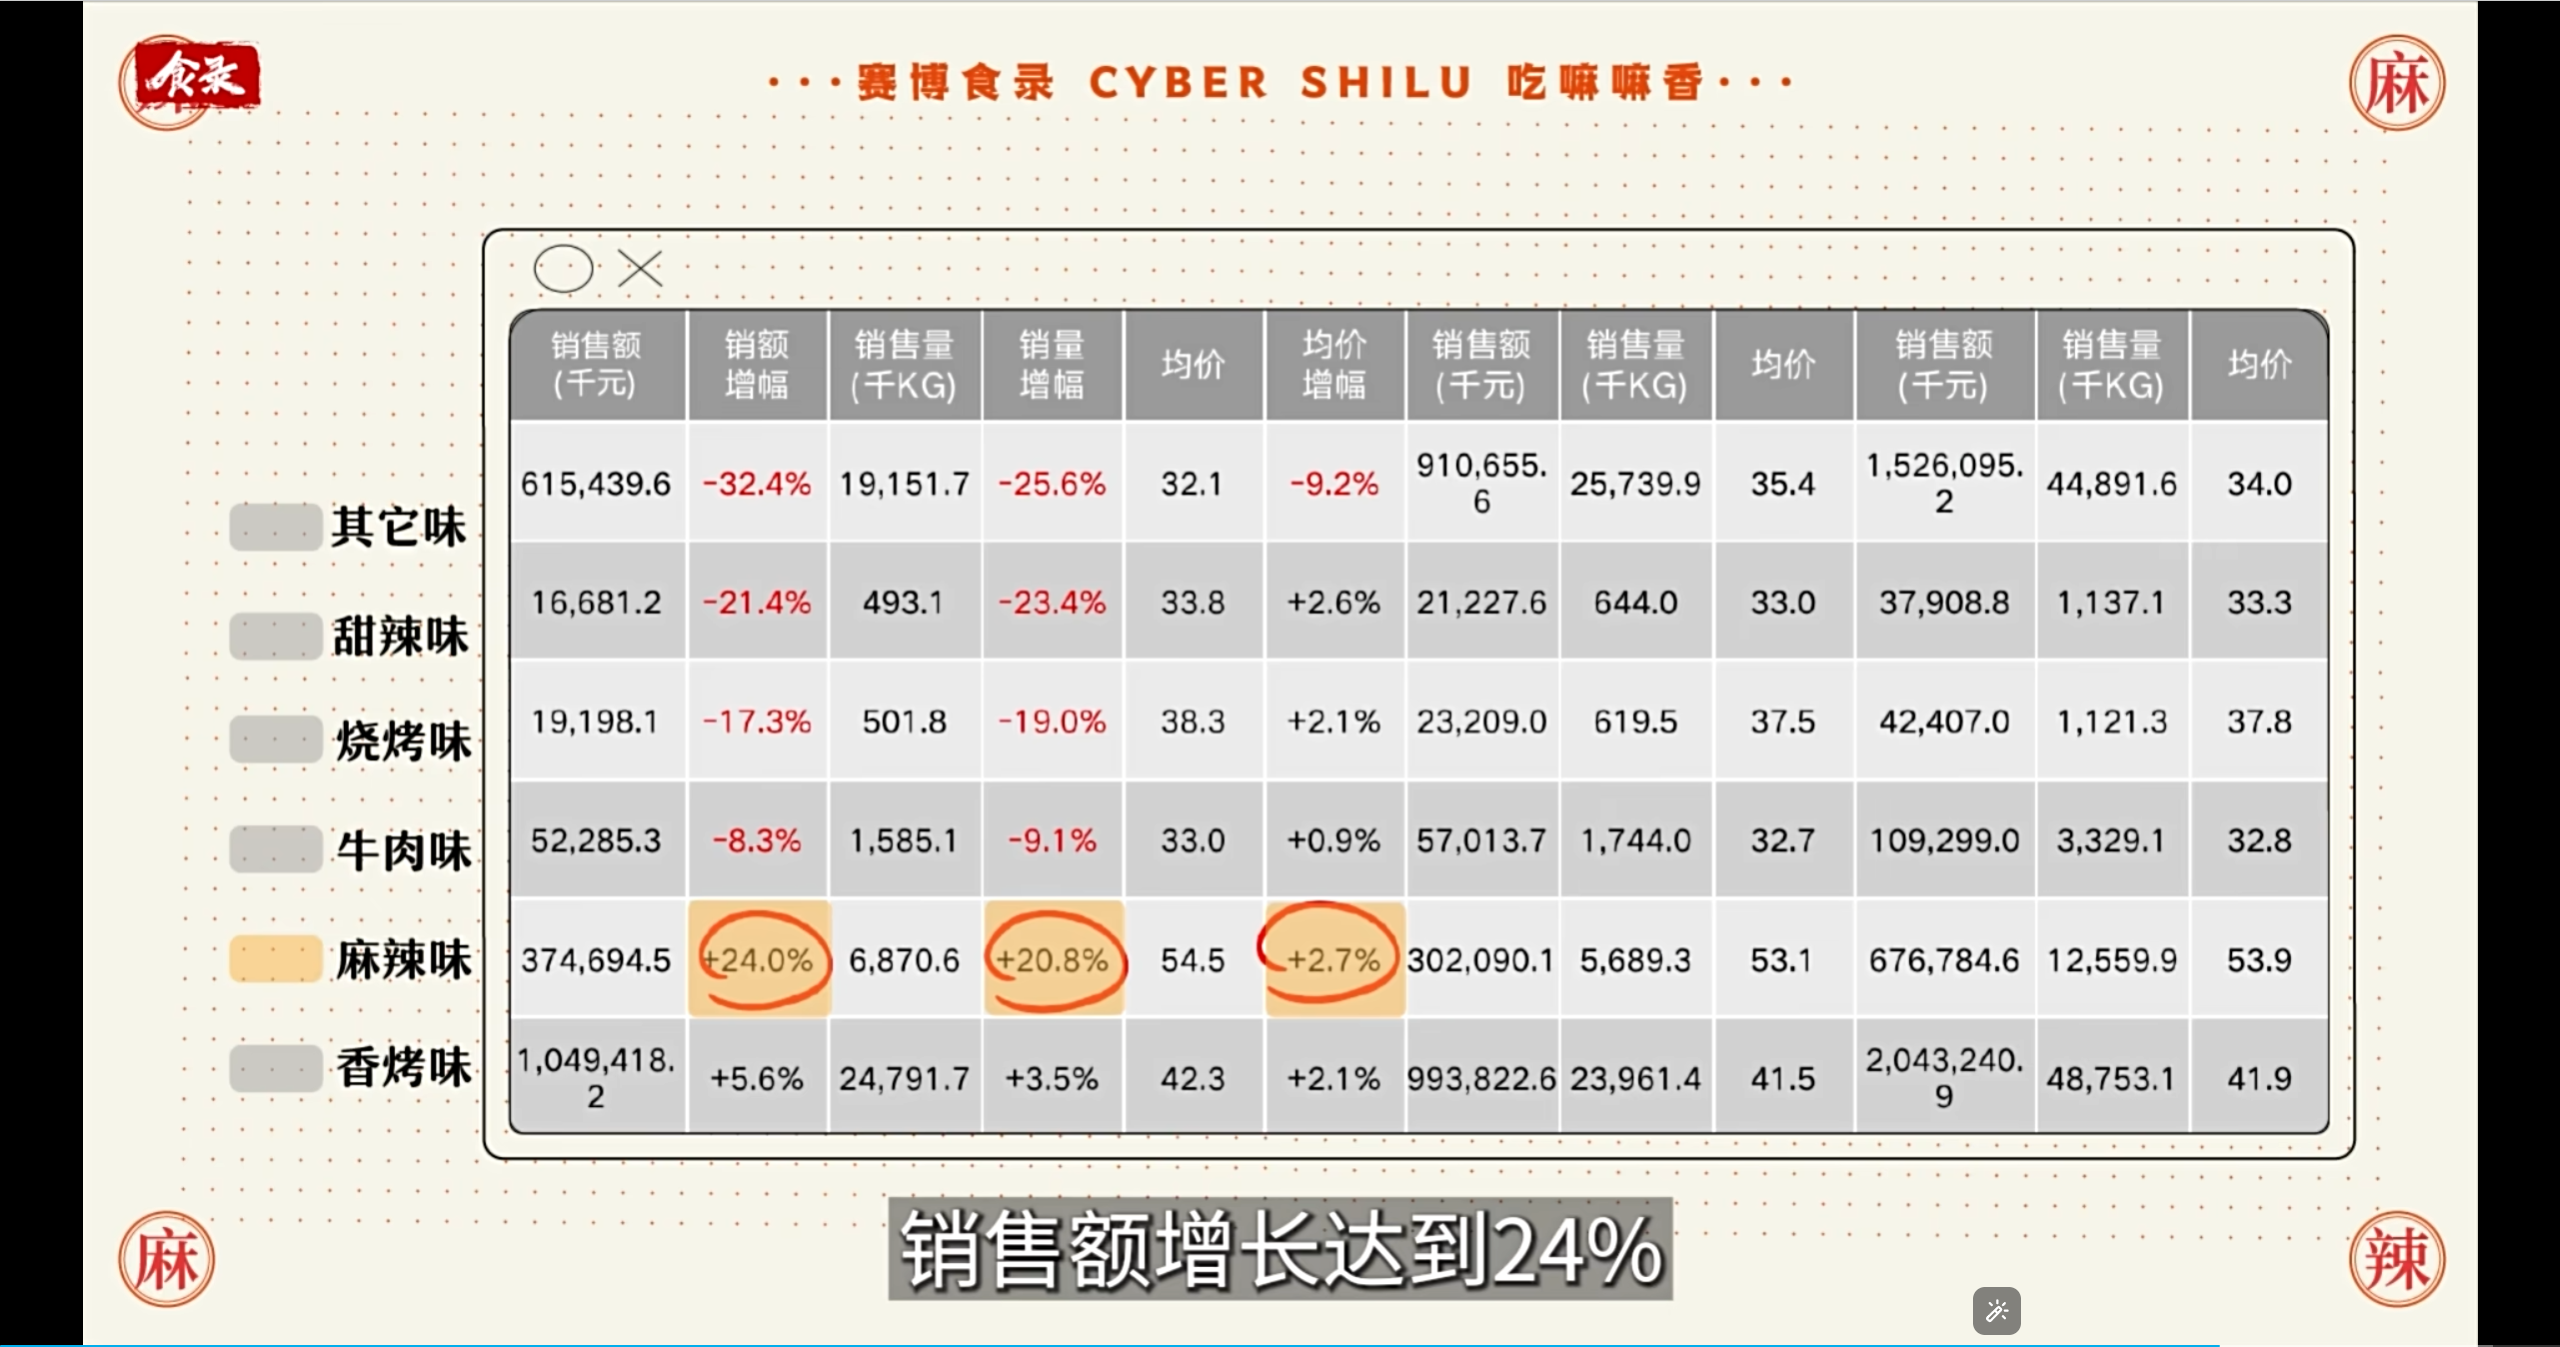 食录
···赛博食录 CYBER SHILU 吃嘛嘛香···
麻
销售额(千元) 销额增幅 销售量(千KG) 销量增幅 均价 均价增幅 销售额(千元) 销售量(千KG) 均价 销售额(千元) 销售量(千KG) 均价
其它味 615,439.6 -32.4% 19,151.7 -25.6% 32.1 -9.2% 910,655.6 25,739.9 35.4 1,526,095.2 44,891.6 34.0
甜辣味 16,681.2 -21.4% 493.1 -23.4% 33.8 +2.6% 21,227.6 644.0 33.0 37,908.8 1,137.1 33.3
烧烤味 19,198.1 -17.3% 501.8 -19.0% 38.3 +2.1% 23,209.0 619.5 37.5 42,407.0 1,121.3 37.8
牛肉味 52,285.3 -8.3% 1,585.1 -9.1% 33.0 +0.9% 57,013.7 1,744.0 32.7 109,299.0 3,329.1 32.8
麻辣味 374,694.5 +24.0% 6,870.6 +20.8% 54.5 +2.7% 302,090.1 5,689.3 53.1 676,784.6 12,559.9 53.9
香烤味 1,049,418.2 +5.6% 24,791.7 +3.5% 42.3 +2.1% 993,822.6 23,961.4 41.5 2,043,240.9 48,753.1 41.9
销售额增长达到24%
麻
辣